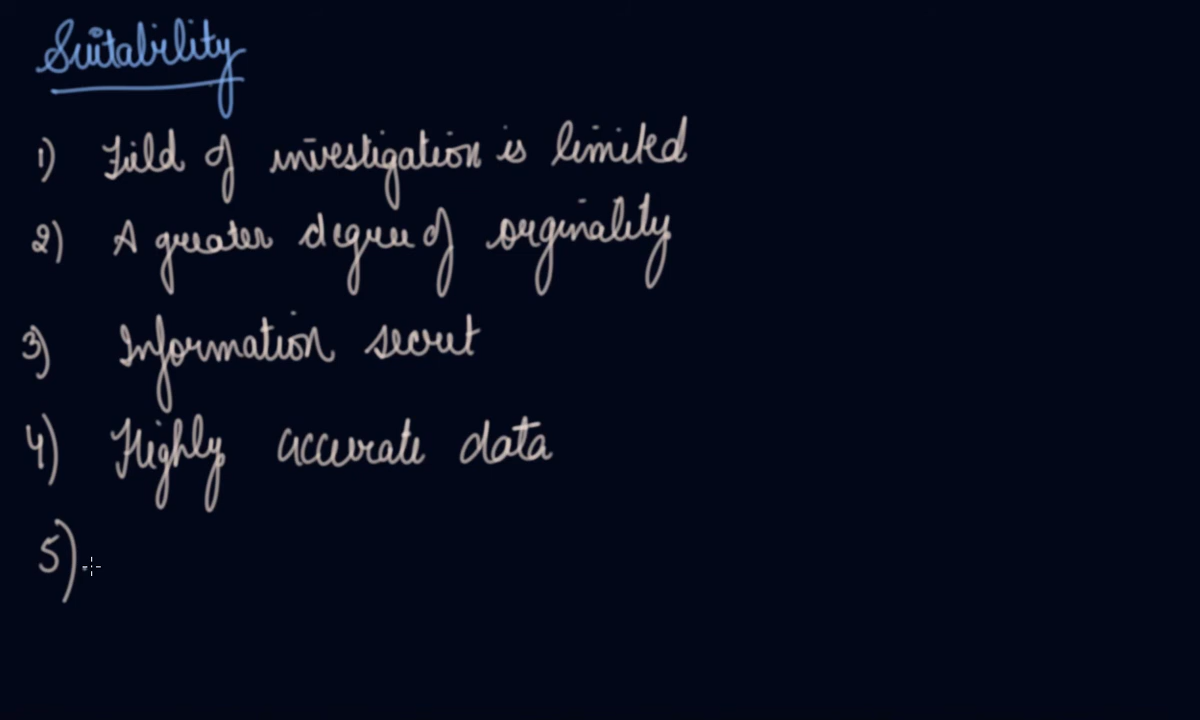 Suitability
1) Field of investigation is limited
2) A greater degree of orginality
3) Information secret
4) Highly accurate data
5)